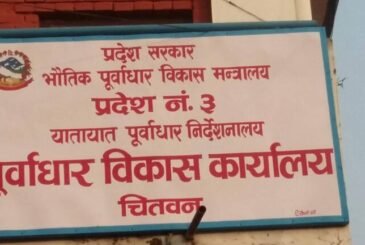 प्रदेश सरकार
भौतिक पूर्वाधार विकास मन्त्रालय
प्रदेश नं. ३
यातायात पूर्वाधार निर्देशनालय
पूर्वाधार विकास कार्यालय
चितवन